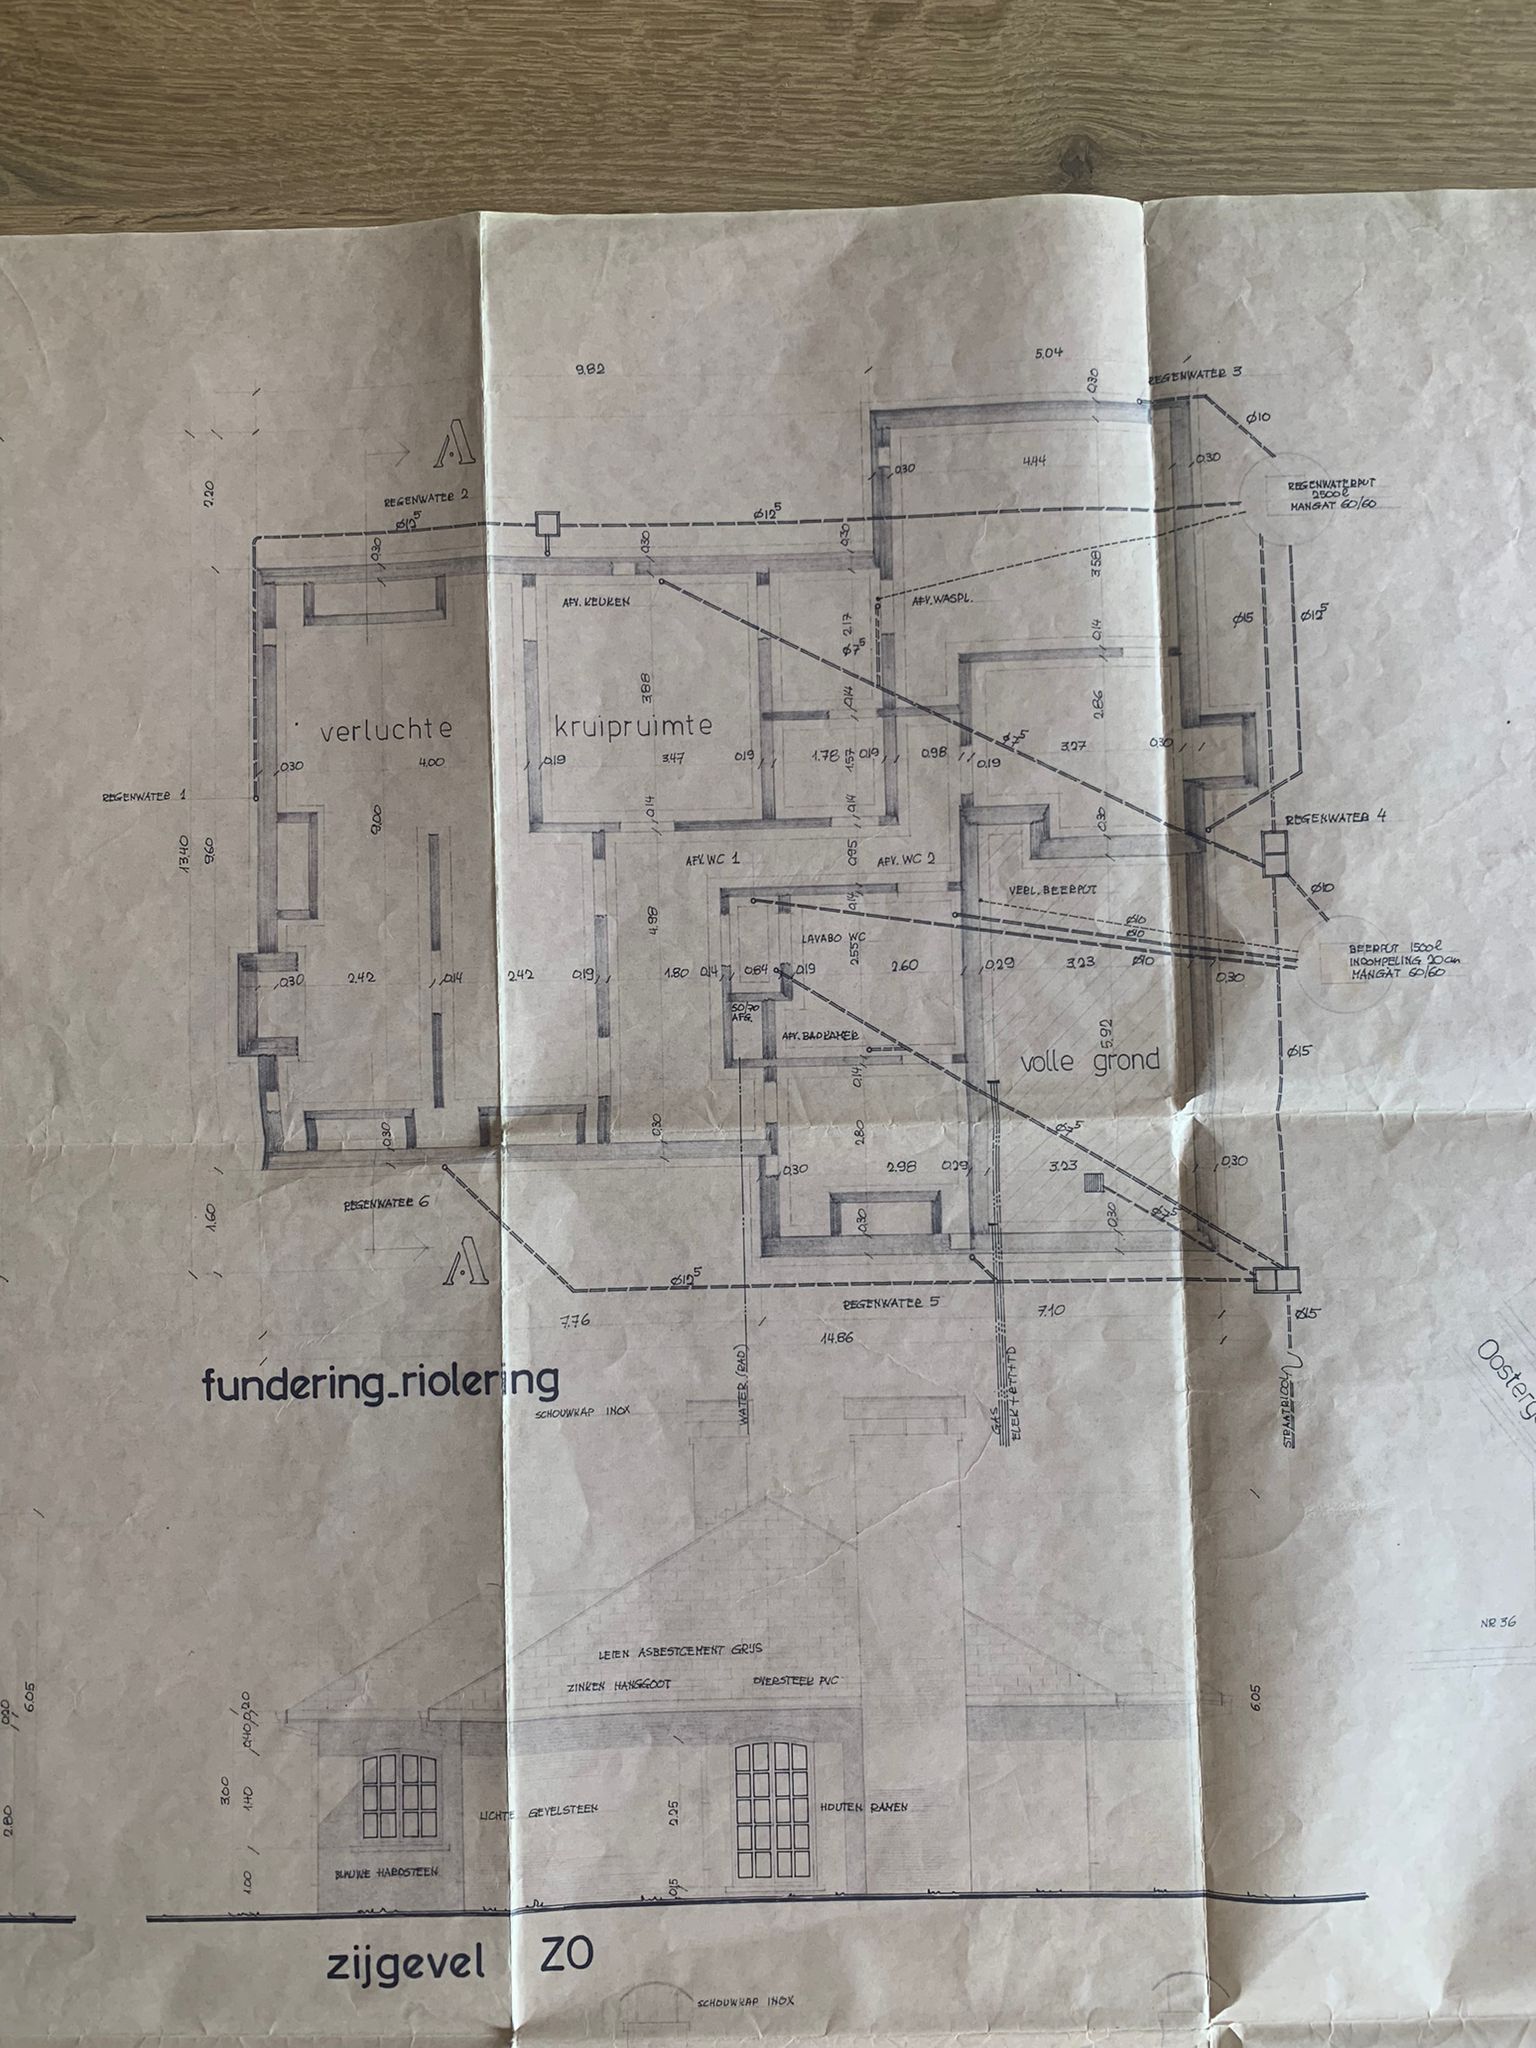 9.82
5.04
0.30
REGENWATER 3
ø10
2.20
A
REGENWATER 2
0.30
4.44
0.30
REGENWATERPUT
2500 l
MANGAT 60/60
ø12⁵
ø12⁵
0.30
0.30
0.30
AFV. KEUKEN
AFV. WASPL.
3.58
2.17
ø7⁵
ø15
ø12⁵
0.14
3.88
0.14
2.86
verluchte
kruipruimte
ø7⁵
0.30
4.00
0.19
3.47
0.19
1.78
1.57
0.19
0.98
0.19
3.27
0.30
REGENWATER 1
9.00
0.14
0.14
0.30
REGENWATER 4
13.40
9.60
AFV. WC 1
0.95
AFV. WC 2
VERL. BEERPUT
ø10
0.14
4.98
ø10
ø10
ø10
LAVABO WC
2.55
BEERPUT 1500 l
INDOMPELING 20 cm
MANGAT 60/60
0.30
2.42
0.14
2.42
0.19
1.80
0.14
0.84
0.19
2.60
0.29
3.23
0.30
50/70
AFG.
AFV. BADKAMER
5.92
volle grond
ø15
0.14
0.30
0.30
2.80
ø7⁵
0.30
2.98
0.29
3.23
0.30
REGENWATER 6
1.60
0.30
0.30
ø7⁵
A
ø12⁵
REGENWATER 5
7.76
7.10
ø15
14.86
fundering_riolering
WATER (RAD)
GAS
ELEK + RTT + TD
STRAATRIOOL
SCHOUWKAP INOX
NR 36
LEIEN ASBESTCEMENT GRIJS
ZINKEN HANGGOOT
OVERSTEEK PVC
0.20
6.05
0.20
0.40
6.05
3.00
1.40
LICHTE GEVELSTEEN
2.25
HOUTEN RAMEN
2.80
BLAUWE HARDSTEEN
1.00
0.15
zijgevel ZO
SCHOUWKAP INOX